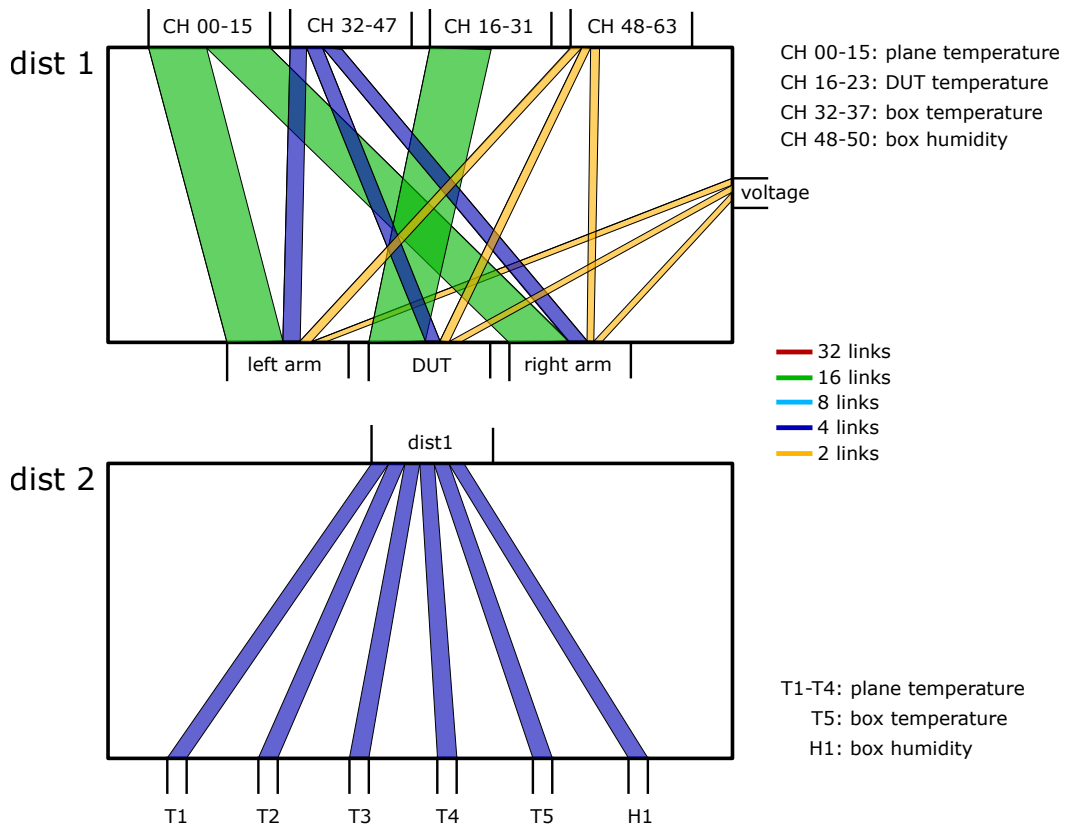 CH 00-15 CH 32-47 CH 16-31 CH 48-63
dist 1
CH 00-15: plane temperature
CH 16-23: DUT temperature
CH 32-37: box temperature
CH 48-50: box humidity
voltage
left arm DUT right arm
32 links
16 links
8 links
4 links
2 links
dist1
dist 2
T1-T4: plane temperature
T5: box temperature
H1: box humidity
T1 T2 T3 T4 T5 H1